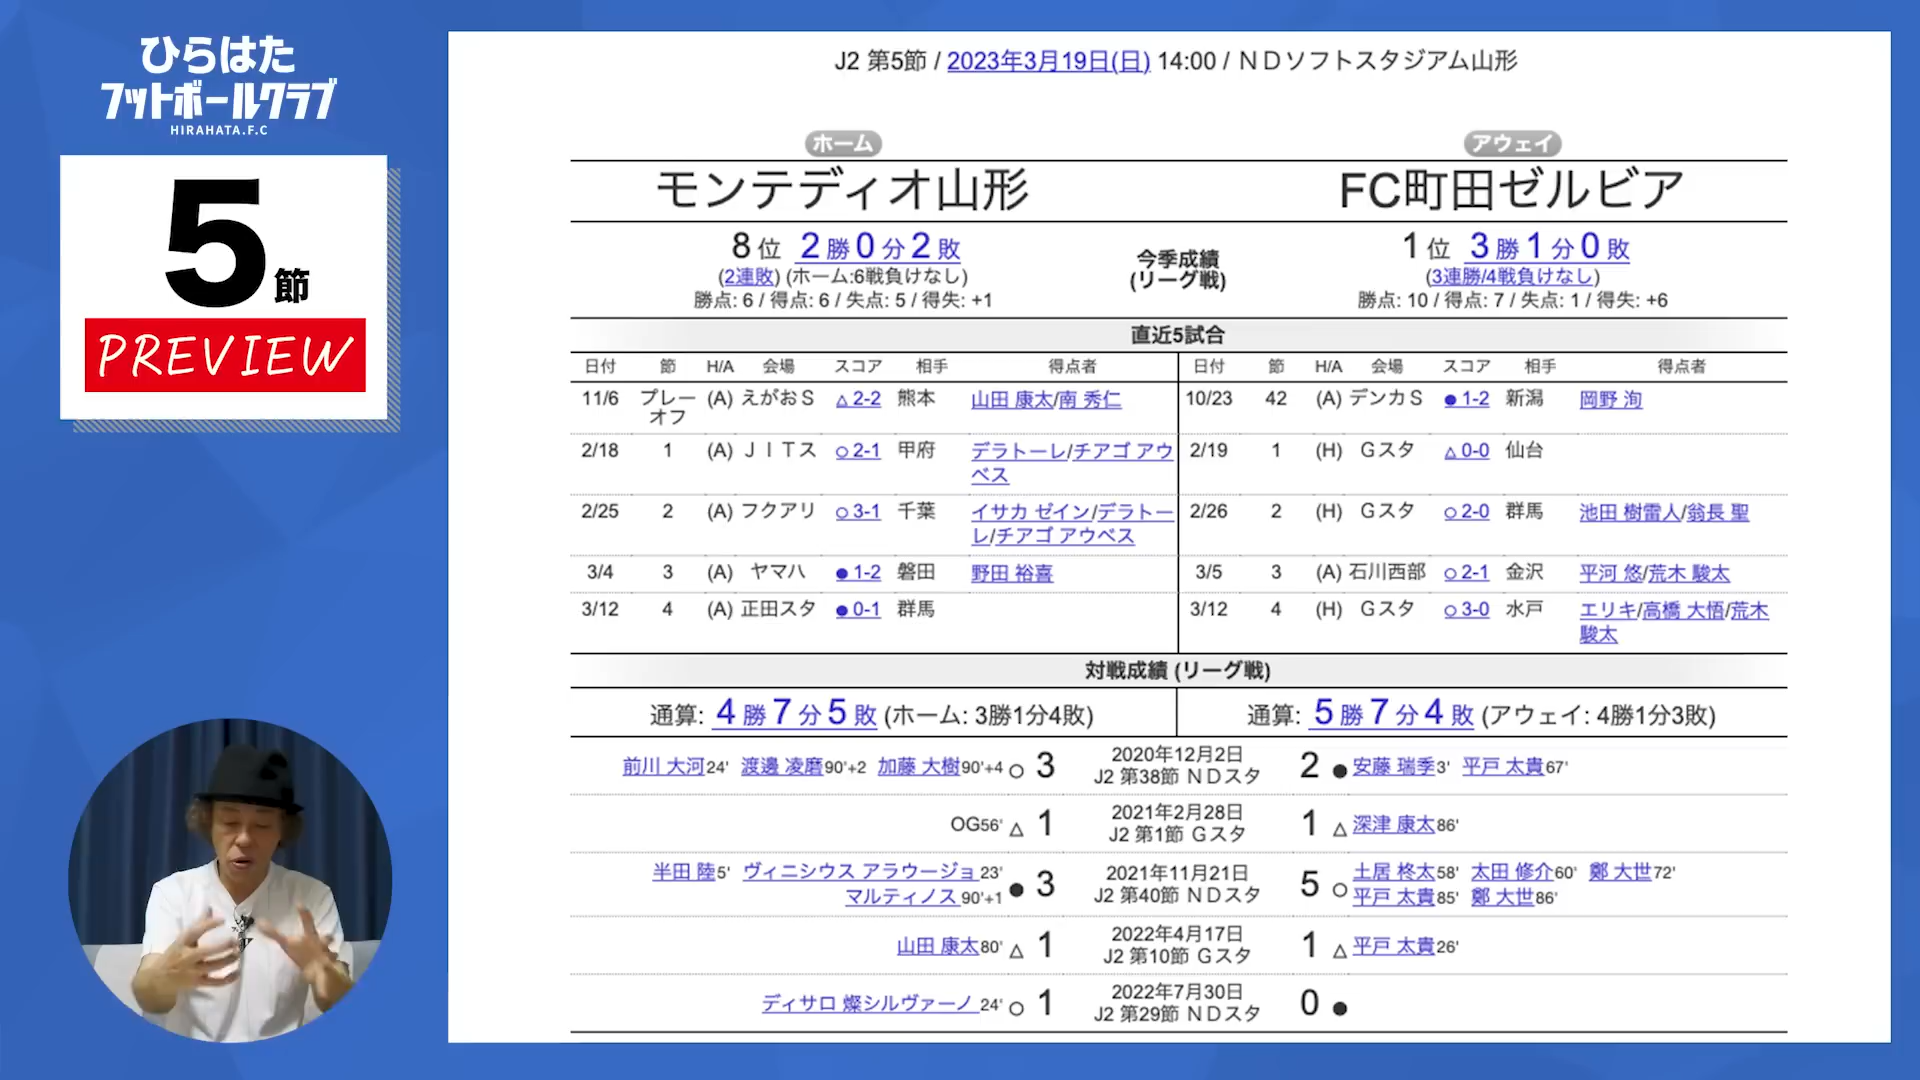 ひらはた
フットボールクラブ
HIRAHATA.F.C
5節
PREVIEW
J2 第5節 / 2023年3月19日(日) 14:00 / NDソフトスタジアム山形
ホーム アウェイ
モンテディオ山形 FC町田ゼルビア
8位 2勝0分2敗 今季成績 1位 3勝1分0敗
(2連敗) (ホーム:6戦負けなし) (リーグ戦) (3連勝/4戦負けなし)
勝点: 6 / 得点: 6 / 失点: 5 / 得失: +1 勝点: 10 / 得点: 7 / 失点: 1 / 得失: +6
直近5試合
日付 節 H/A 会場 スコア 相手 得点者 日付 節 H/A 会場 スコア 相手 得点者
11/6 プレーオフ (A) えがおS △2-2 熊本 山田 康太/南 秀仁 10/23 42 (A) デンカS ●1-2 新潟 岡野 洵
2/18 1 (A) JITス ○2-1 甲府 デラトーレ/チアゴ アウベス 2/19 1 (H) Gスタ △0-0 仙台
2/25 2 (A) フクアリ ○3-1 千葉 イサカ ゼイン/デラトーレ/チアゴ アウベス 2/26 2 (H) Gスタ ○2-0 群馬 池田 樹雷人/翁長 聖
3/4 3 (A) ヤマハ ●1-2 磐田 野田 裕喜 3/5 3 (A) 石川西部 ○2-1 金沢 平河 悠/荒木 駿太
3/12 4 (A) 正田スタ ●0-1 群馬 3/12 4 (H) Gスタ ○3-0 水戸 エリキ/高橋 大悟/荒木 駿太
対戦成績 (リーグ戦)
通算: 4勝7分5敗 (ホーム: 3勝1分4敗) 通算: 5勝7分4敗 (アウェイ: 4勝1分3敗)
前川 大河24' 渡邊 凌磨90'+2 加藤 大樹90'+4 ○ 3 2020年12月2日 J2 第38節 NDスタ 2 ● 安藤 瑞季3' 平戸 太貴67'
OG56' △ 1 2021年2月28日 J2 第1節 Gスタ 1 △ 深津 康太86'
半田 陸5' ヴィニシウス アラウージョ23' マルティノス90'+1 ● 3 2021年11月21日 J2 第40節 NDスタ 5 ○ 土居 柊太58' 太田 修介60' 鄭 大世72' 平戸 太貴85' 鄭 大世86'
山田 康太80' △ 1 2022年4月17日 J2 第10節 Gスタ 1 △ 平戸 太貴26'
ディサロ 燦シルヴァーノ24' ○ 1 2022年7月30日 J2 第29節 NDスタ 0 ●